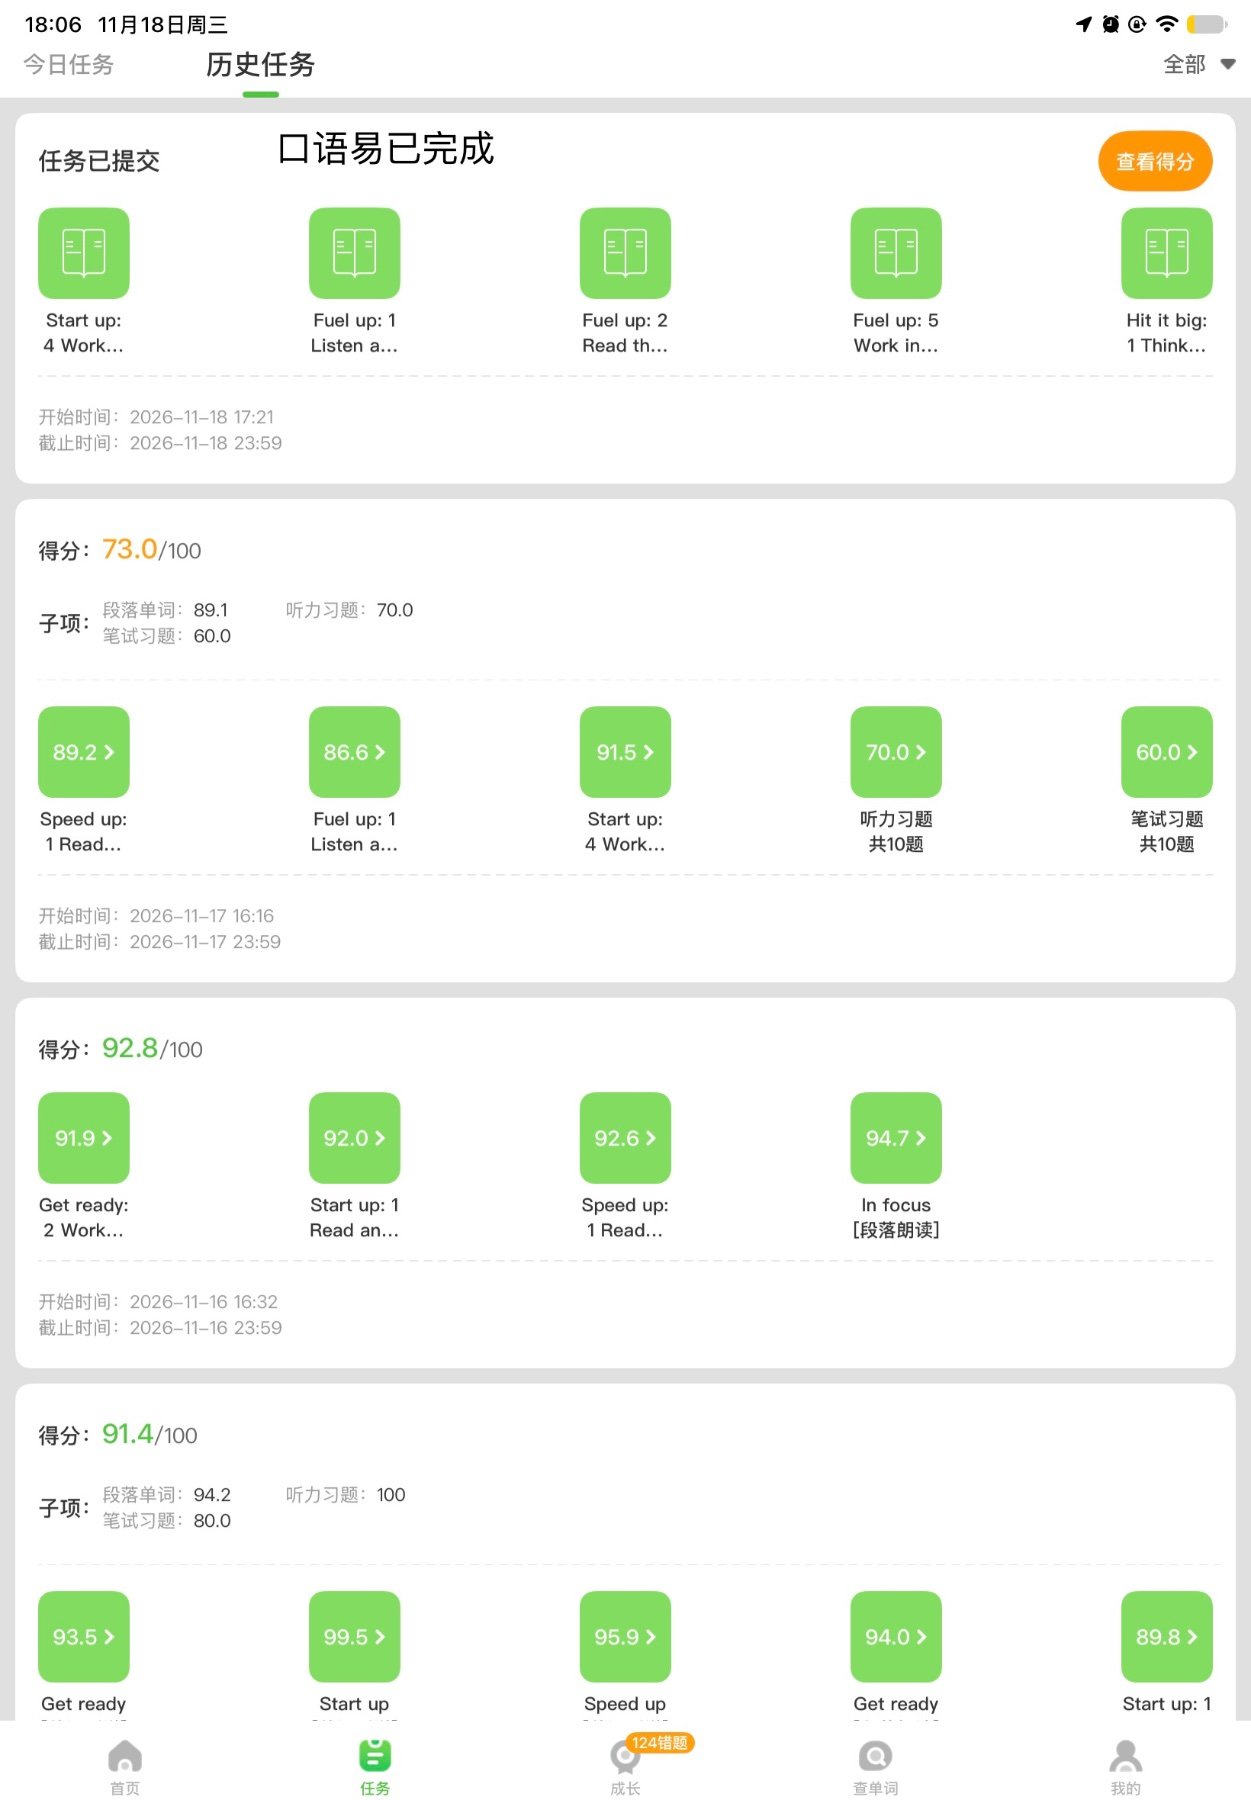 18:06 11月18日周三
今日任务 历史任务 全部
任务已提交 口语易已完成 查看得分
Start up: Fuel up: 1 Fuel up: 2 Fuel up: 5 Hit it big:
4 Work... Listen a... Read th... Work in... 1 Think...
开始时间：2026-11-18 17:21
截止时间：2026-11-18 23:59
得分：73.0/100
子项：
段落单词：89.1 听力习题：70.0
笔试习题：60.0
89.2 86.6 91.5 70.0 60.0
Speed up: Fuel up: 1 Start up: 听力习题 笔试习题
1 Read... Listen a... 4 Work... 共10题 共10题
开始时间：2026-11-17 16:16
截止时间：2026-11-17 23:59
得分：92.8/100
91.9 92.0 92.6 94.7
Get ready: Start up: 1 Speed up: In focus
2 Work... Read an... 1 Read... [段落朗读]
开始时间：2026-11-16 16:32
截止时间：2026-11-16 23:59
得分：91.4/100
子项：
段落单词：94.2 听力习题：100
笔试习题：80.0
93.5 99.5 95.9 94.0 89.8
Get ready Start up Speed up Get ready Start up: 1
124错题
首页 任务 成长 查单词 我的